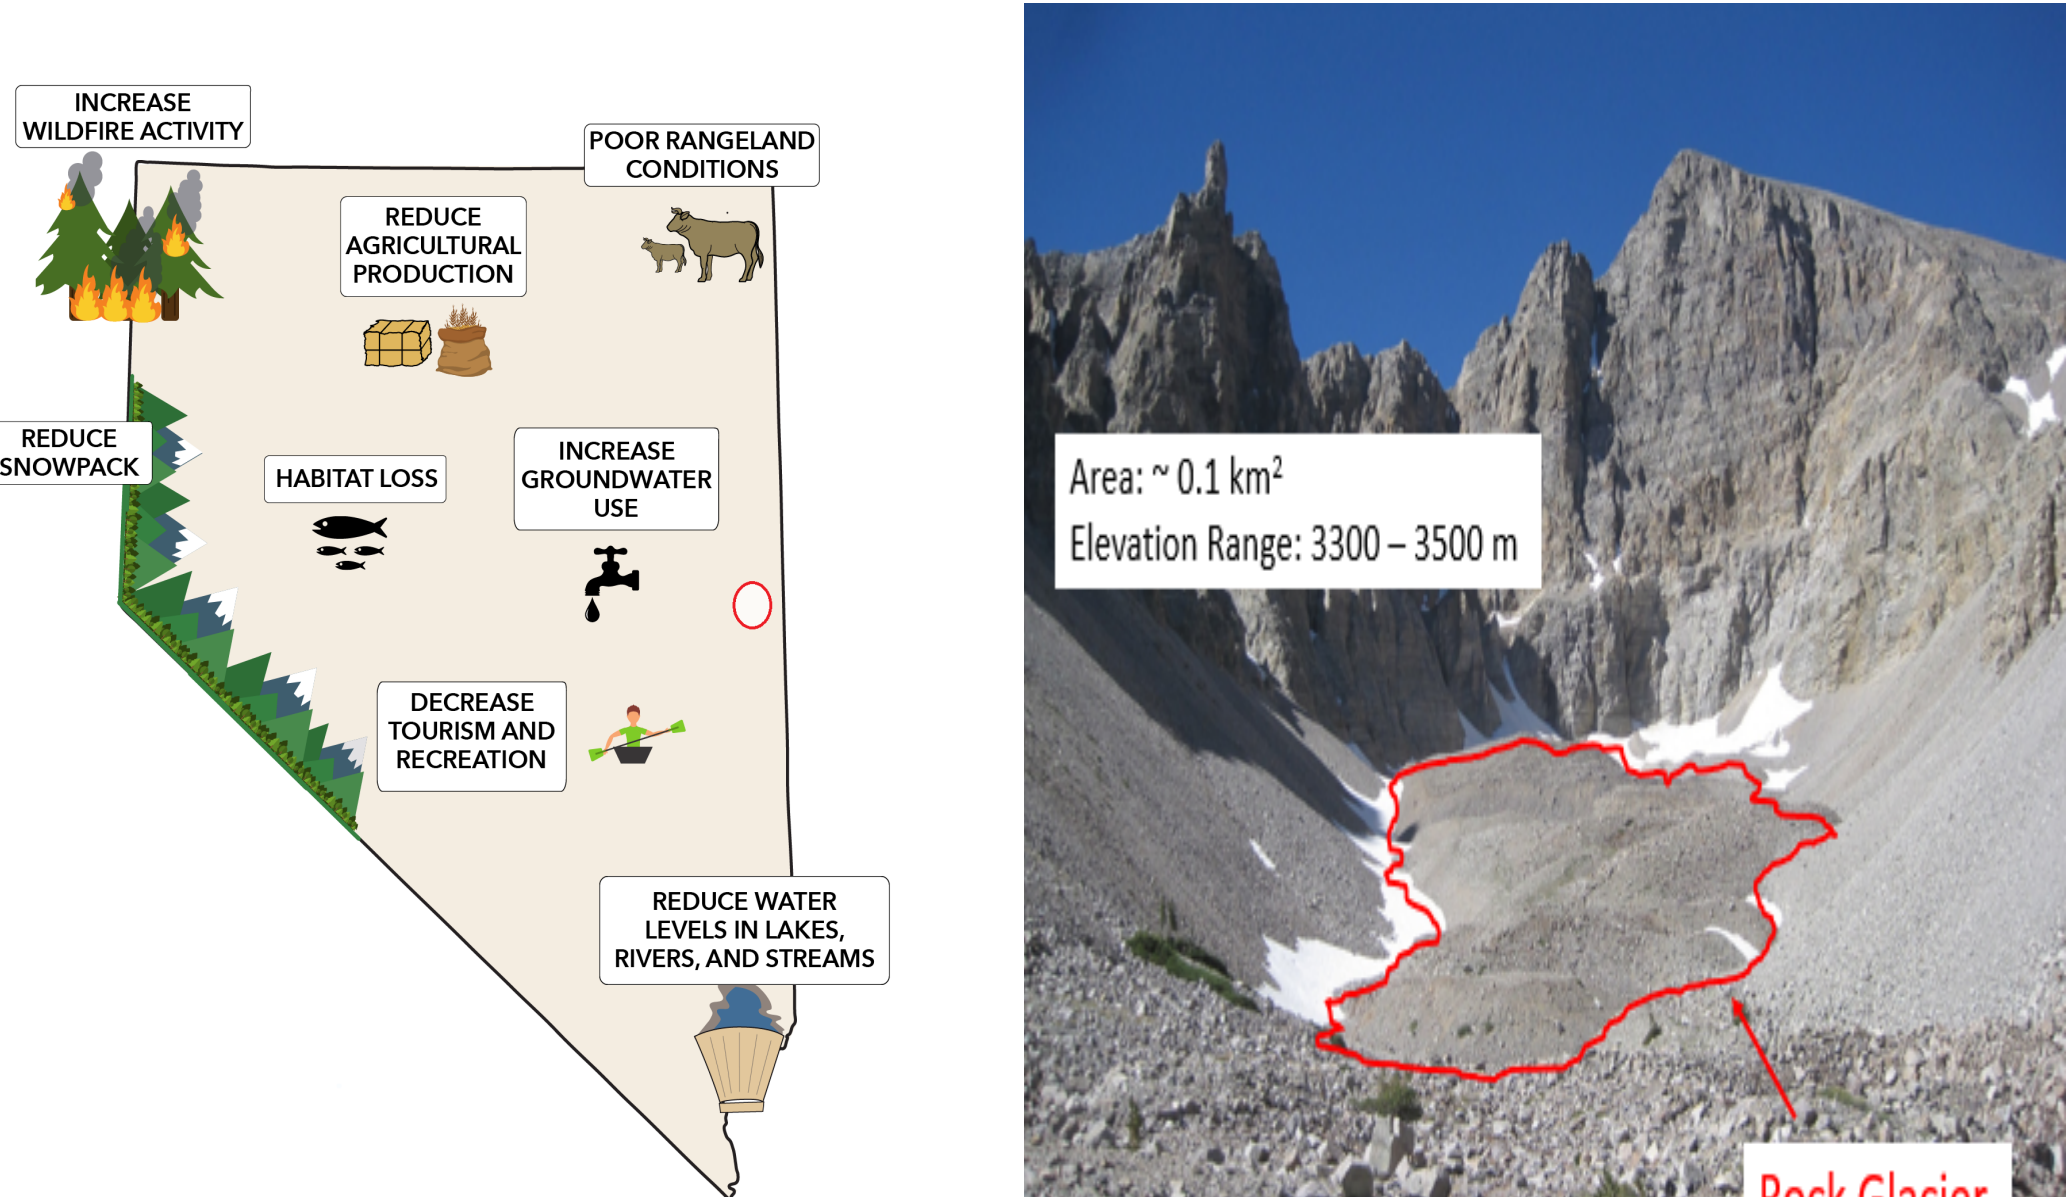 INCREASE
WILDFIRE ACTIVITY
POOR RANGELAND
CONDITIONS
REDUCE
AGRICULTURAL
PRODUCTION
REDUCE
SNOWPACK
HABITAT LOSS
INCREASE
GROUNDWATER
USE
DECREASE
TOURISM AND
RECREATION
REDUCE WATER
LEVELS IN LAKES,
RIVERS, AND STREAMS
Area: ~ 0.1 km²
Elevation Range: 3300 – 3500 m
Rock Glacier